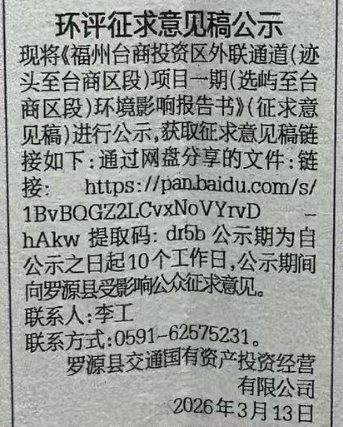 环评征求意见稿公示
现将《福州台商投资区外联通道(迹
头至台商区段)项目一期(选屿至台
商区段)环境影响报告书》(征求意
见稿)进行公示,获取征求意见稿链
接如下:通过网盘分享的文件:链
接: https://pan.baidu.com/s/
1BvBQGZ2LCvxNoVYrvD –
hAkw 提取码: dr5b 公示期为自
公示之日起10个工作日,公示期间
向罗源县受影响公众征求意见。
联系人:李工
联系方式:0591-62575231。
罗源县交通国有资产投资经营
有限公司
2026年3月13日